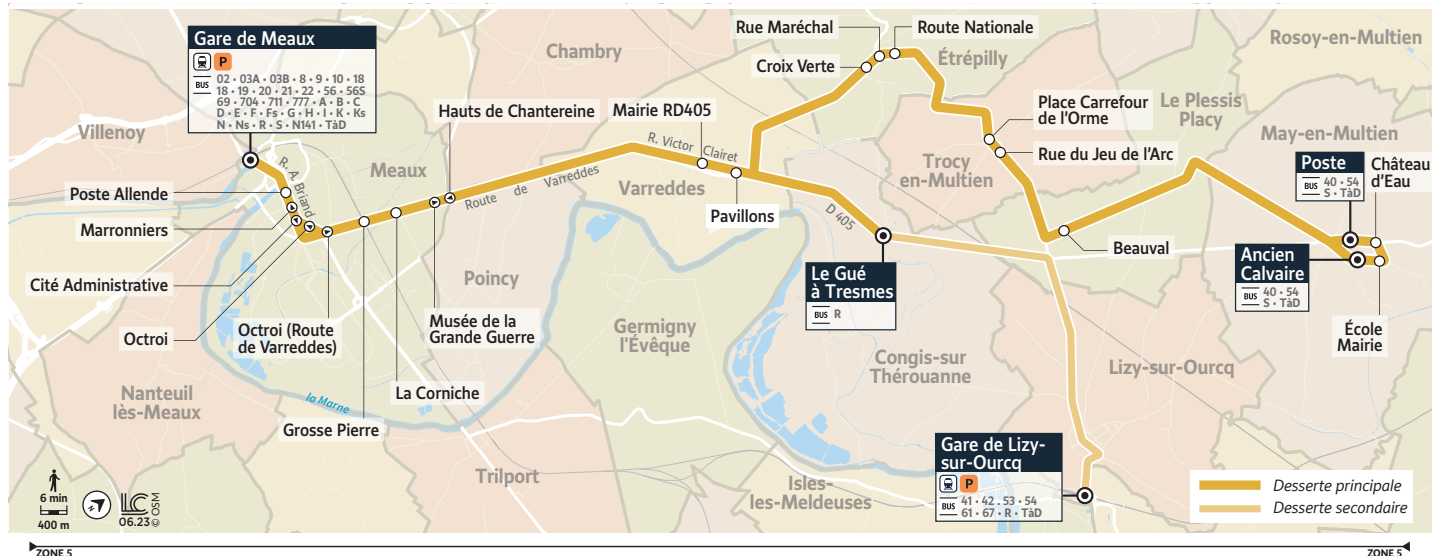 Gare de Meaux
P
BUS
02 • 03A • 03B • 8 • 9 • 10 • 18
18 • 19 • 20 • 21 • 22 • 56 • 56S
69 • 704 • 711 • 777 • A • B • C
D • E • F • Fs • G • H • I • K • Ks
N • Ns • R • S • N141 • TàD
Villenoy
Chambry
Rue Maréchal
Route Nationale
Étrépilly
Croix Verte
Rosoy-en-Multien
Hauts de Chantereine
Mairie RD405
Place Carrefour
de l'Orme
Le Plessis
Placy
May-en-Multien
R. Victor Clairet
Rue du Jeu de l'Arc
Poste
BUS
40 • 54
S • TàD
Château
d'Eau
Meaux
R. A. Briand
Route de Varreddes
Varreddes
Trocy
en-Multien
Poste Allende
Marronniers
Pavillons
D 405
Beauval
Cité Administrative
Poincy
Le Gué
à Tresmes
BUS
R
Ancien
Calvaire
BUS
40 • 54
S • TàD
Octroi
Octroi (Route
de Varreddes)
Musée de la
Grande Guerre
Germigny
l'Évêque
École
Mairie
Congis-sur
Thérouanne
Lizy-sur-Ourcq
Nanteuil
lès-Meaux
la Marne
La Corniche
Grosse Pierre
Trilport
Isles-
les-Meldeuses
Gare de Lizy-
sur-Ourcq
P
BUS
41 • 42 • 53 • 54
61 • 67 • R • TàD
6 min
400 m
LC
06.23 © OSM
Desserte principale
Desserte secondaire
ZONE 5
ZONE 5